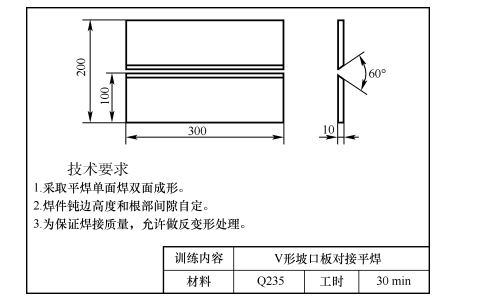 200
100
300
10
60°
技术要求
1.采取平焊单面焊双面成形。
2.焊件钝边高度和根部间隙自定。
3.为保证焊接质量，允许做反变形处理。
训练内容 V形坡口板对接平焊
材料 Q235 工时 30 min